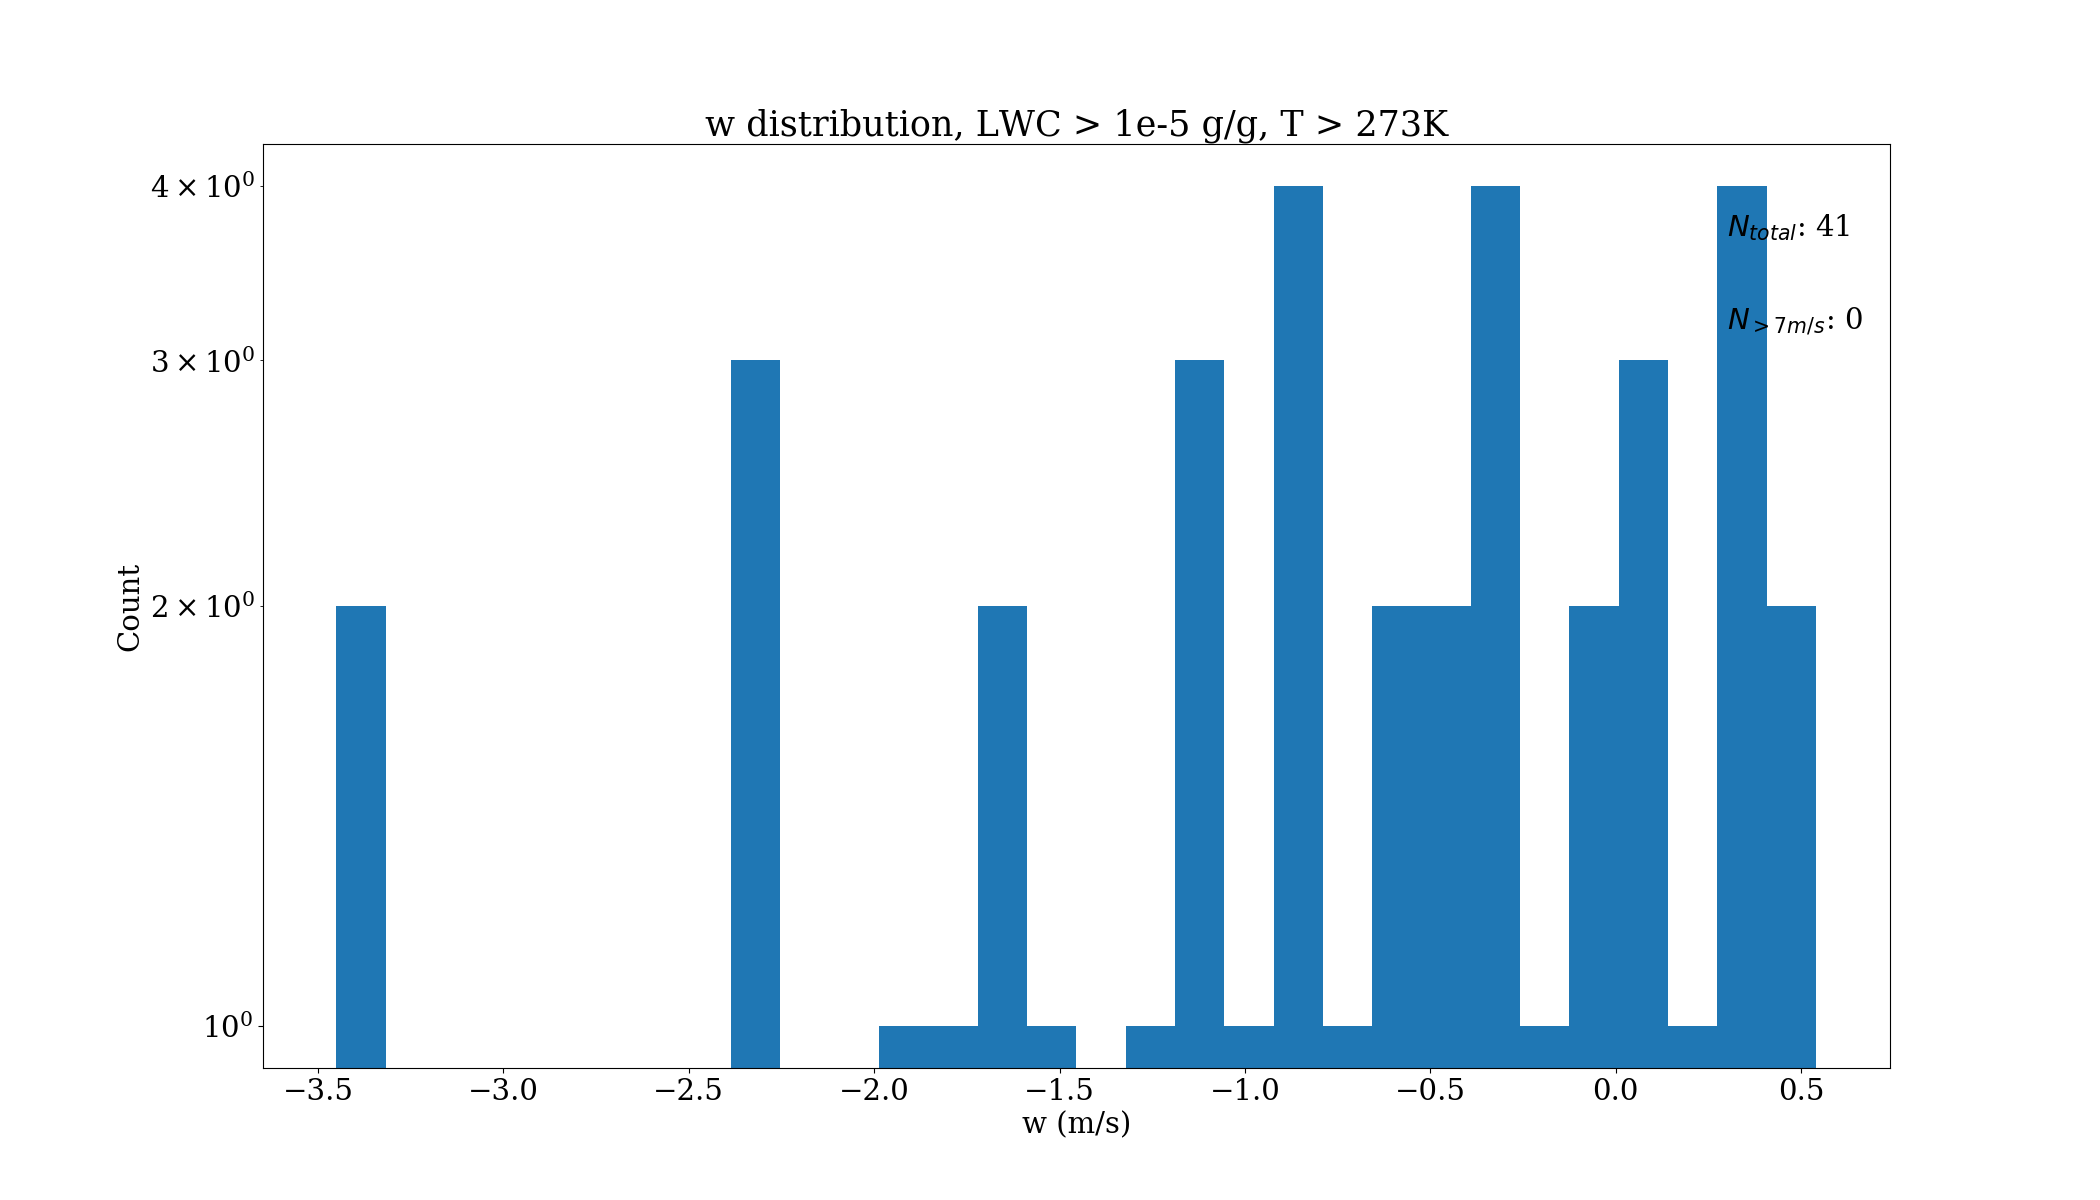 w distribution, LWC > 1e-5 g/g, T > 273K
4 × 10⁰
3 × 10⁰
2 × 10⁰
10⁰
Count
N_total: 41
N_>7m/s: 0
−3.5 −3.0 −2.5 −2.0 −1.5 −1.0 −0.5 0.0 0.5
w (m/s)